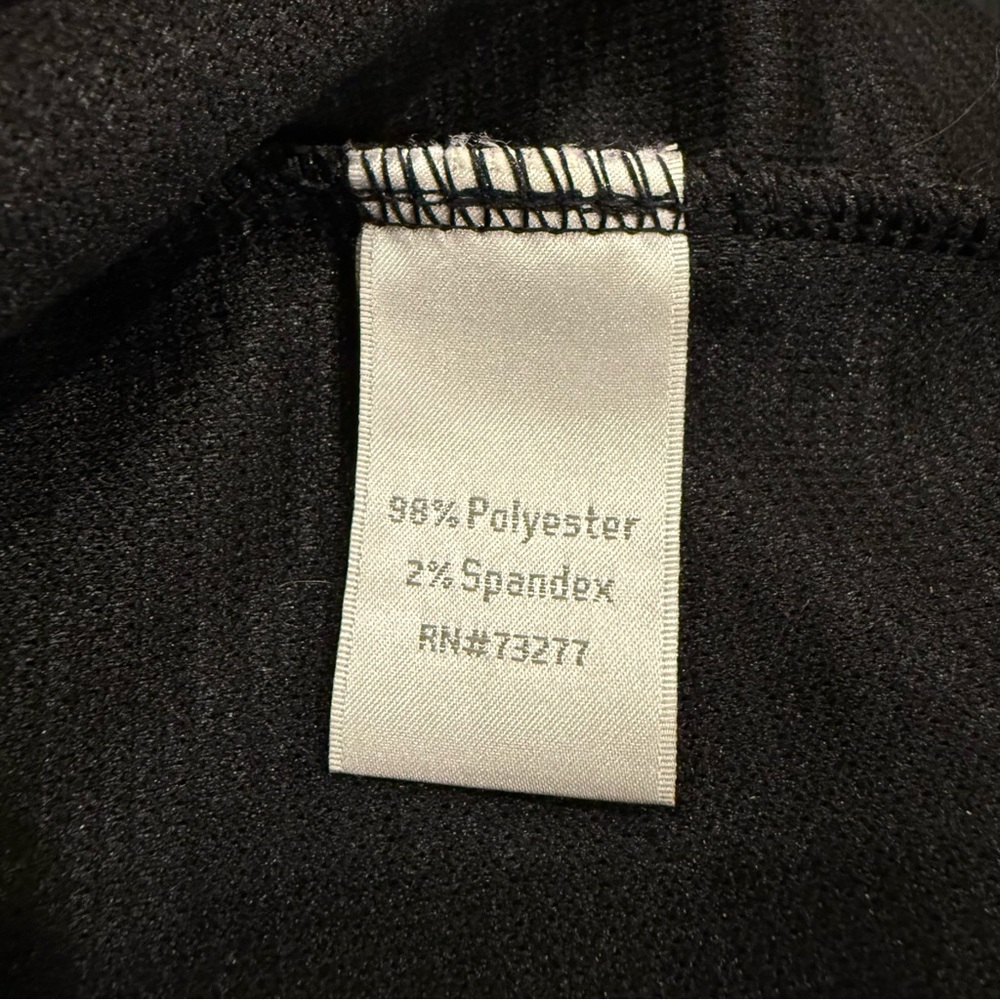 98% Polyester
2% Spandex
RN#73277